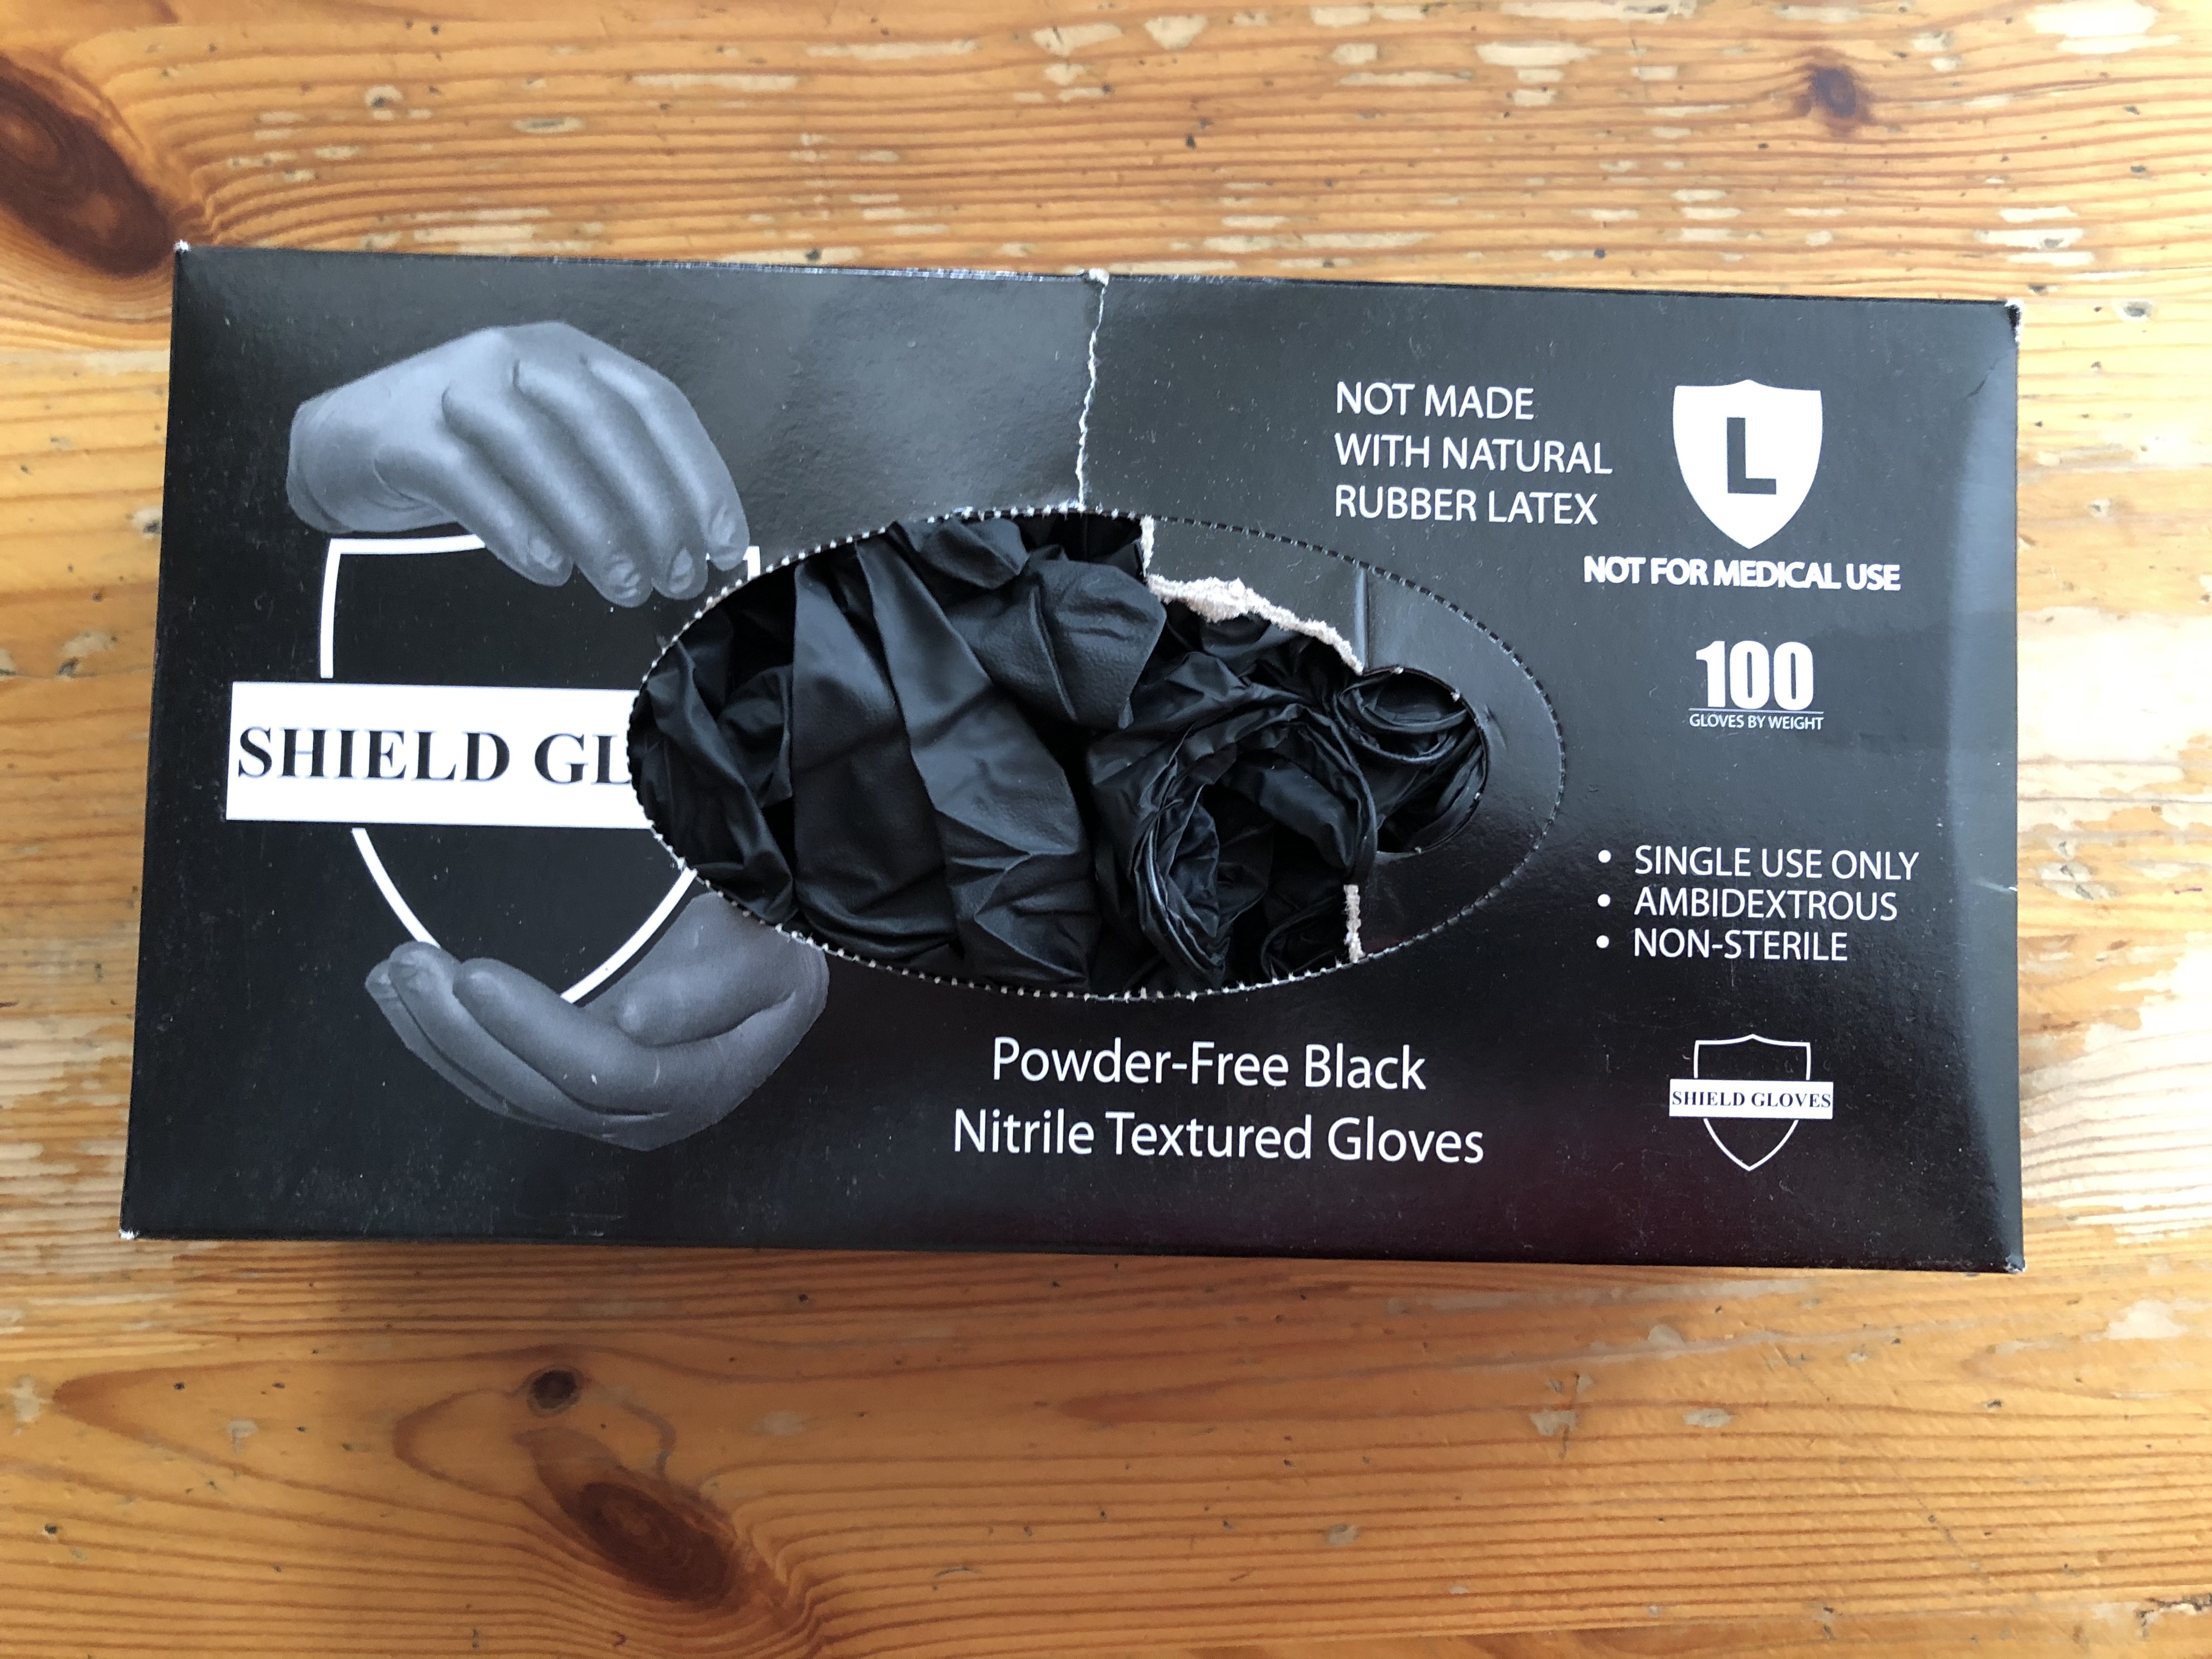 SHIELD GL
NOT MADE
WITH NATURAL
RUBBER LATEX
L
NOT FOR MEDICAL USE
100
GLOVES BY WEIGHT
• SINGLE USE ONLY
• AMBIDEXTROUS
• NON-STERILE
Powder-Free Black
Nitrile Textured Gloves
SHIELD GLOVES